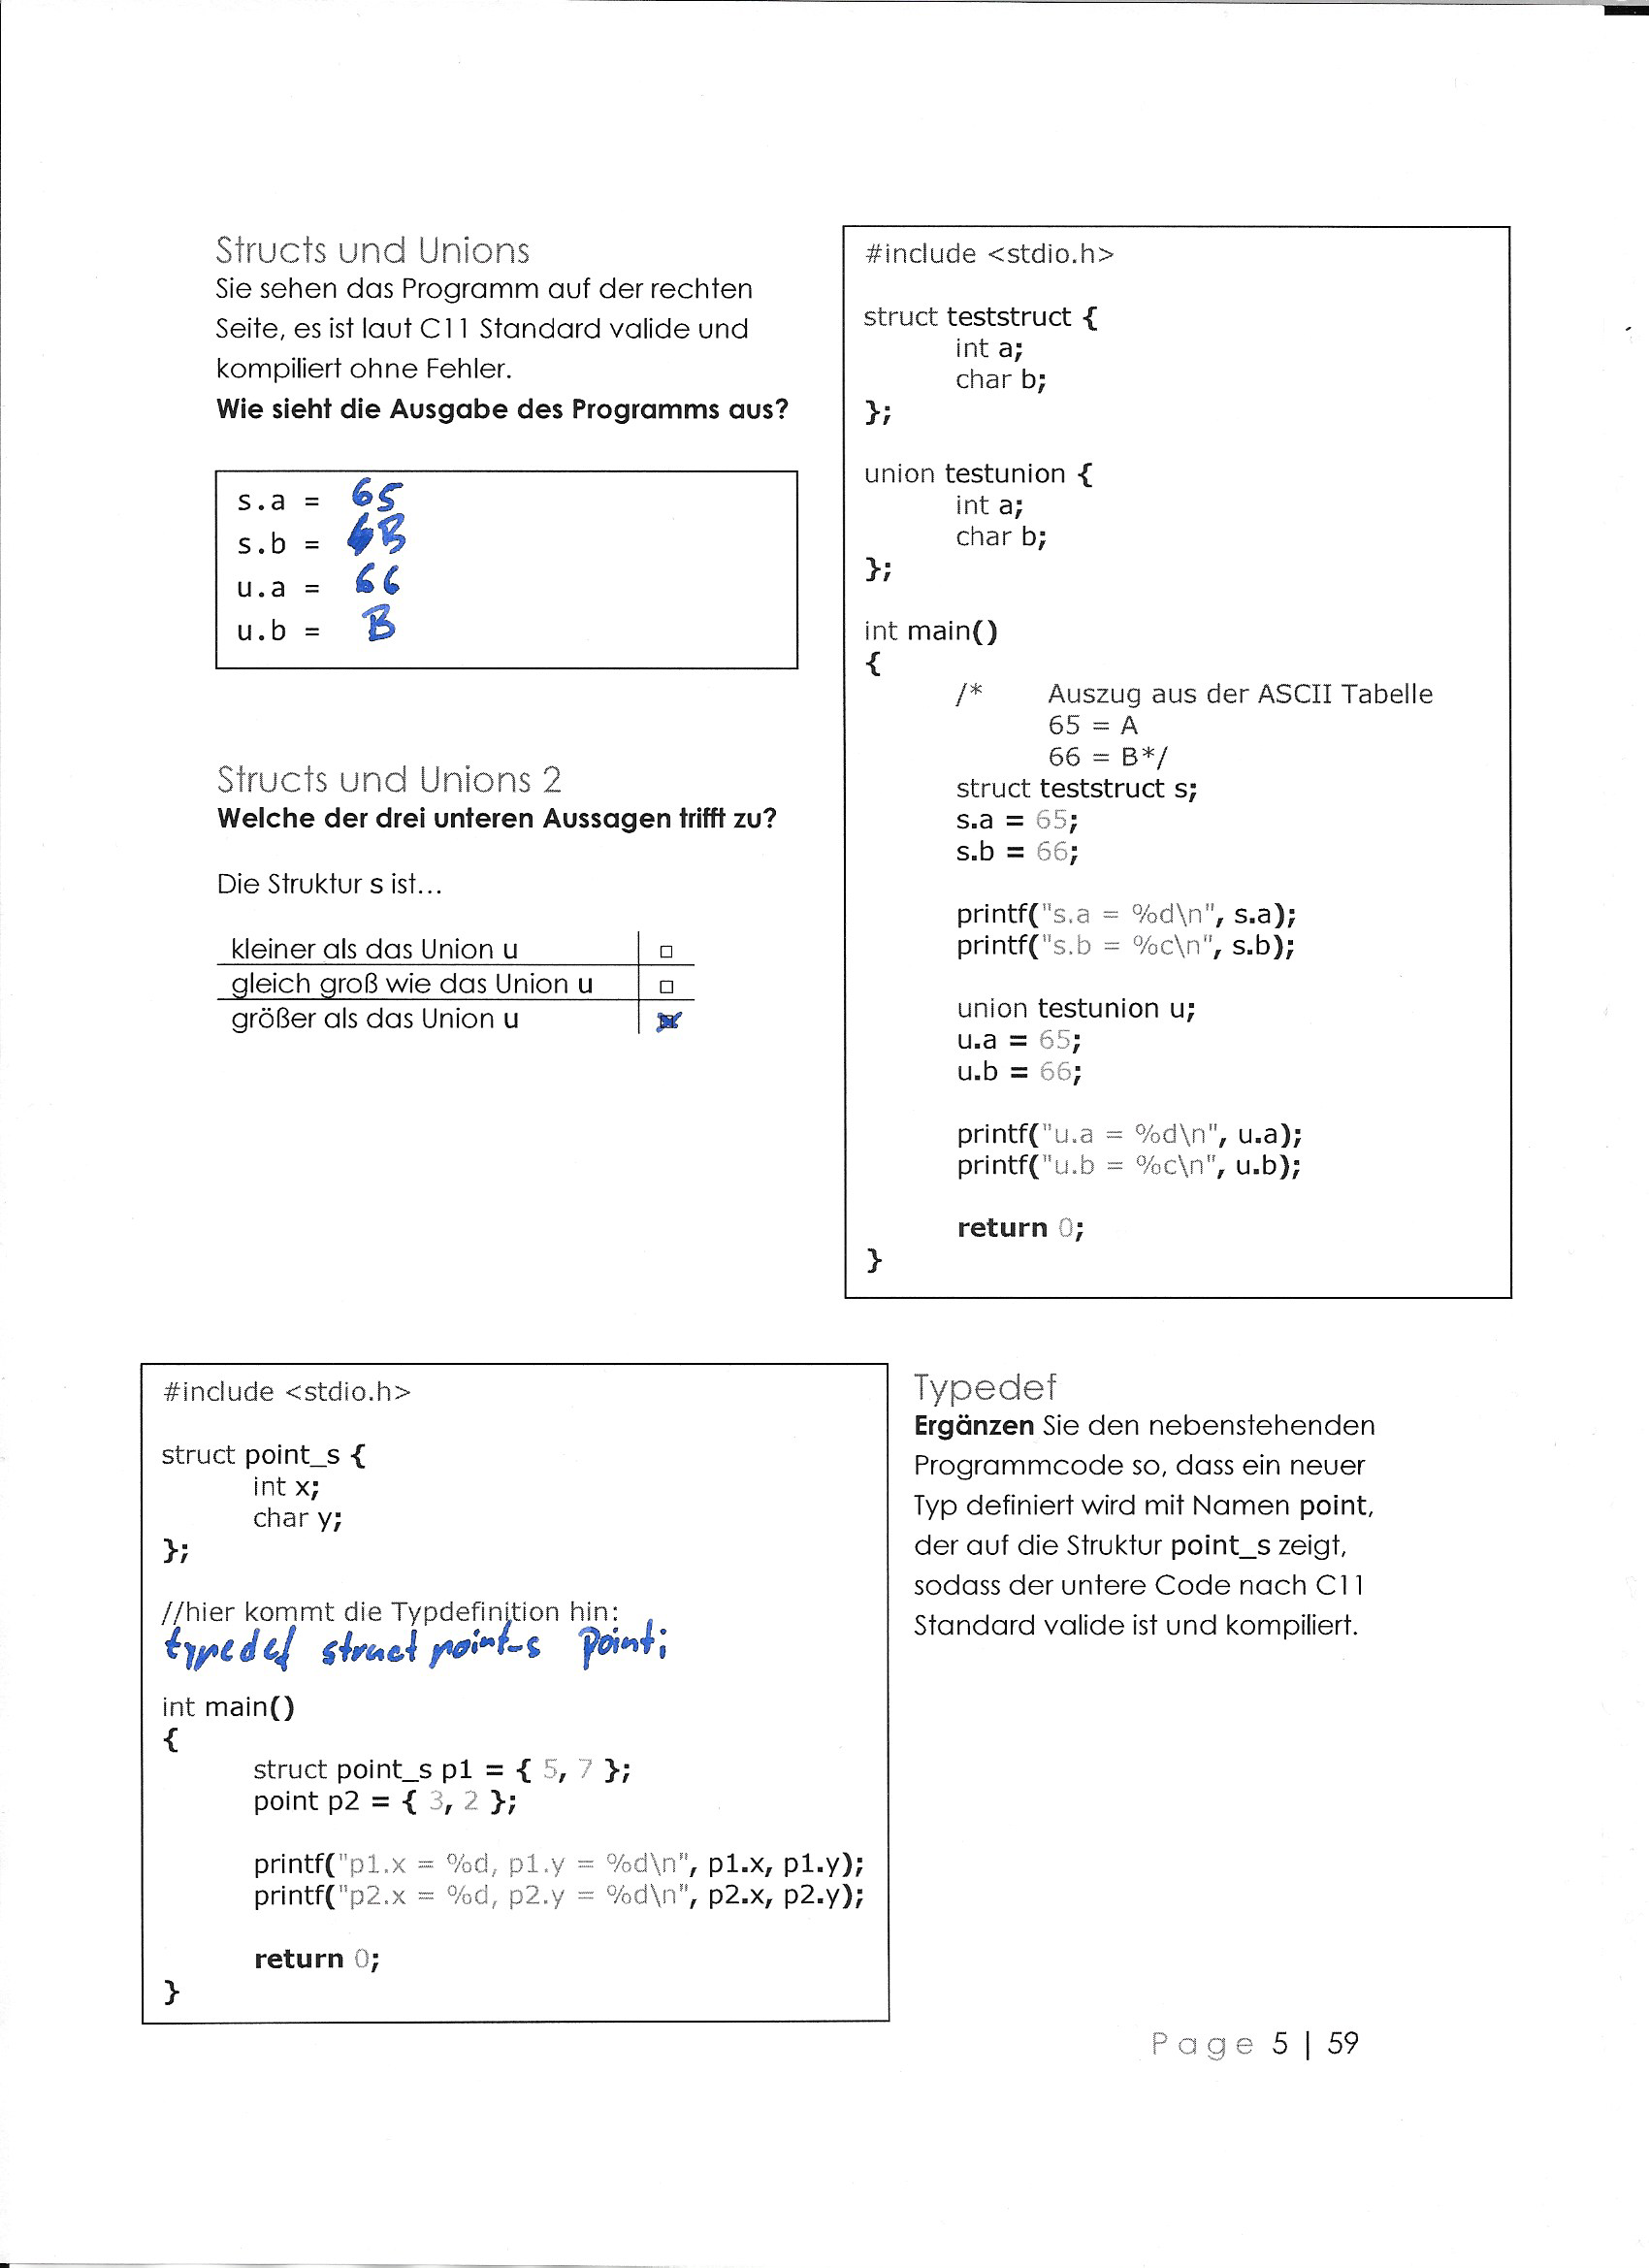 Structs und Unions
Sie sehen das Programm auf der rechten
Seite, es ist laut C11 Standard valide und
kompiliert ohne Fehler.
Wie sieht die Ausgabe des Programms aus?
s.a = 65
s.b = B
u.a = 66
u.b = B
Structs und Unions 2
Welche der drei unteren Aussagen trifft zu?
Die Struktur s ist...
kleiner als das Union u □
gleich groß wie das Union u □
größer als das Union u ☒
#include <stdio.h>
struct teststruct {
int a;
char b;
};
union testunion {
int a;
char b;
};
int main()
{
/* Auszug aus der ASCII Tabelle
65 = A
66 = B*/
struct teststruct s;
s.a = 65;
s.b = 66;
printf("s.a = %d\n", s.a);
printf("s.b = %c\n", s.b);
union testunion u;
u.a = 65;
u.b = 66;
printf("u.a = %d\n", u.a);
printf("u.b = %c\n", u.b);
return 0;
}
#include <stdio.h>
struct point_s {
int x;
char y;
};
//hier kommt die Typdefinition hin:
typedef struct point_s point;
int main()
{
struct point_s p1 = { 5, 7 };
point p2 = { 3, 2 };
printf("p1.x = %d, p1.y = %d\n", p1.x, p1.y);
printf("p2.x = %d, p2.y = %d\n", p2.x, p2.y);
return 0;
}
Typedef
Ergänzen Sie den nebenstehenden
Programmcode so, dass ein neuer
Typ definiert wird mit Namen point,
der auf die Struktur point_s zeigt,
sodass der untere Code nach C11
Standard valide ist und kompiliert.
Page 5 | 59